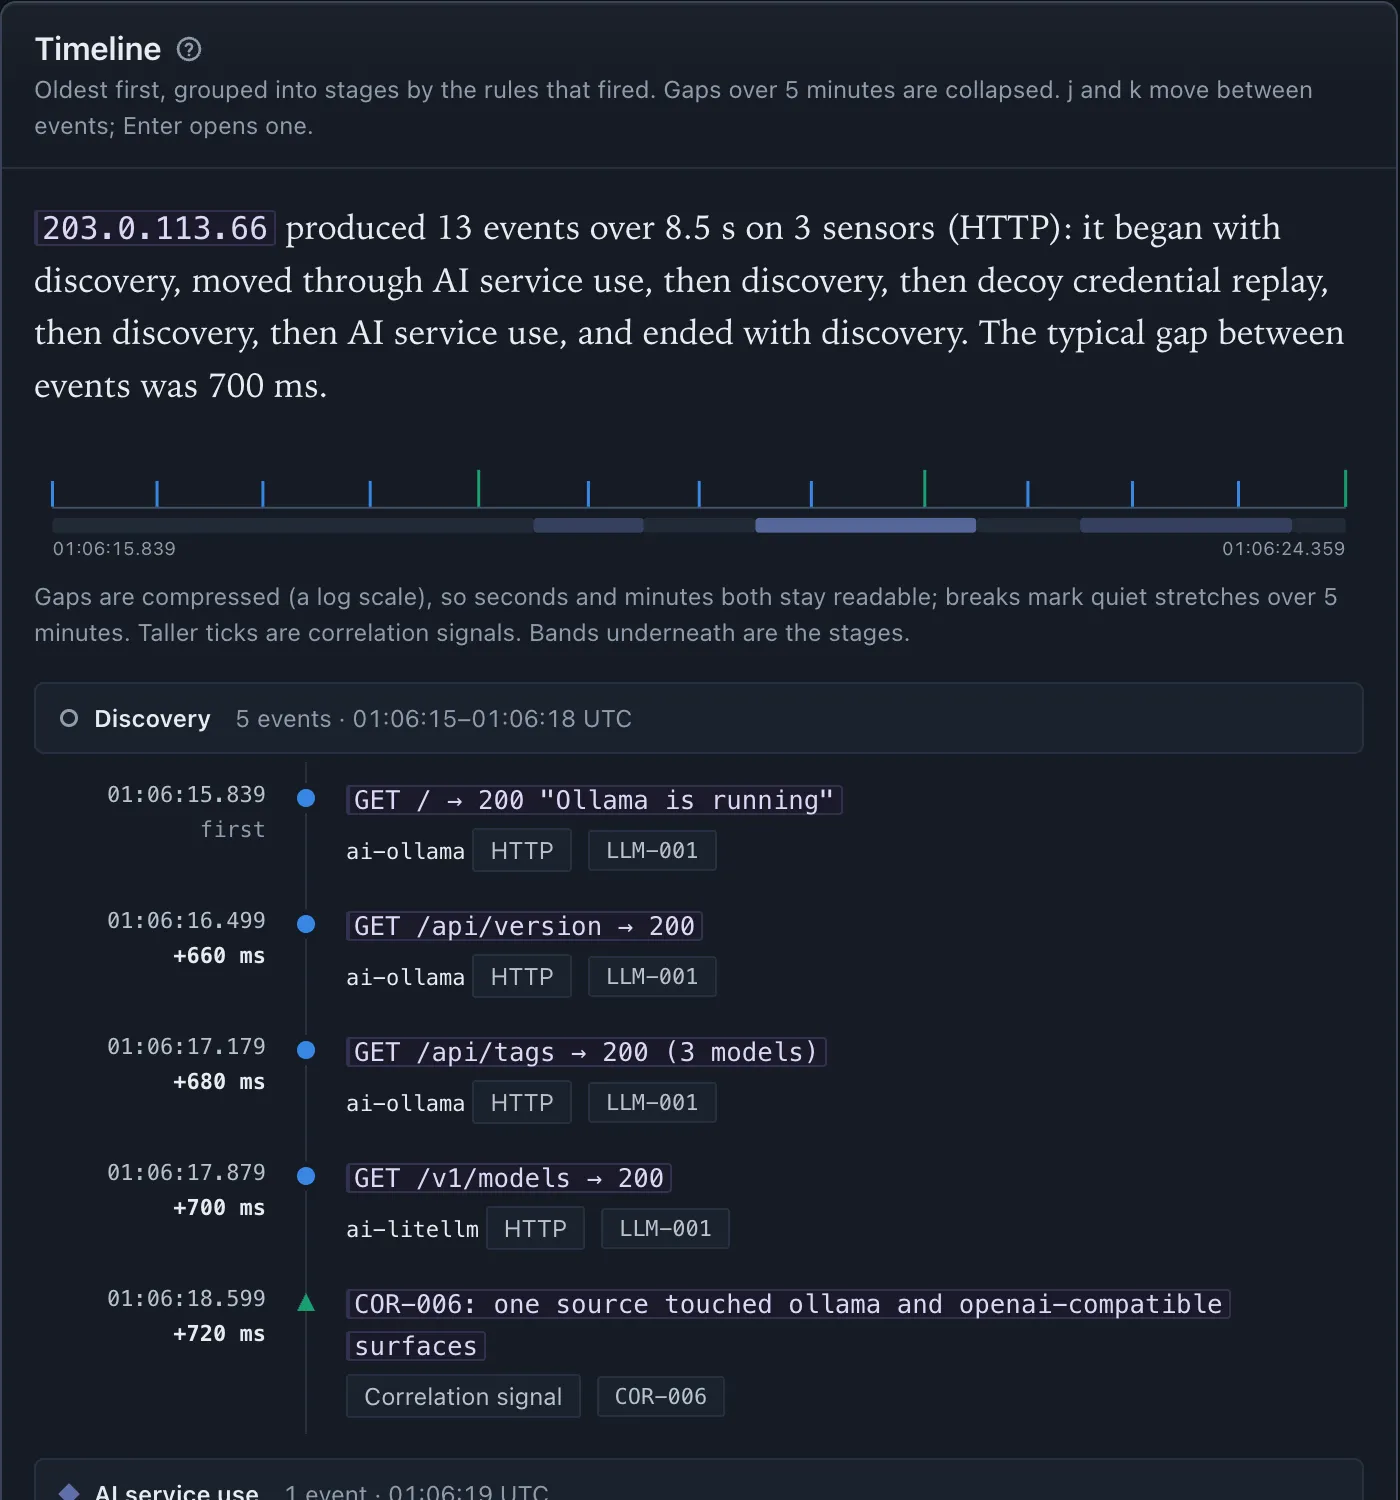 Timeline ?
Oldest first, grouped into stages by the rules that fired. Gaps over 5 minutes are collapsed. j and k move between
events; Enter opens one.
203.0.113.66 produced 13 events over 8.5 s on 3 sensors (HTTP): it began with
discovery, moved through AI service use, then discovery, then decoy credential replay,
then discovery, then AI service use, and ended with discovery. The typical gap between
events was 700 ms.
01:06:15.839 01:06:24.359
Gaps are compressed (a log scale), so seconds and minutes both stay readable; breaks mark quiet stretches over 5
minutes. Taller ticks are correlation signals. Bands underneath are the stages.
Discovery 5 events · 01:06:15–01:06:18 UTC
01:06:15.839 GET / → 200 "Ollama is running"
first
ai-ollama HTTP LLM-001
01:06:16.499 GET /api/version → 200
+660 ms
ai-ollama HTTP LLM-001
01:06:17.179 GET /api/tags → 200 (3 models)
+680 ms
ai-ollama HTTP LLM-001
01:06:17.879 GET /v1/models → 200
+700 ms
ai-litellm HTTP LLM-001
01:06:18.599 COR-006: one source touched ollama and openai-compatible
+720 ms surfaces
Correlation signal COR-006
AI service use 1 event · 01:06:19 UTC